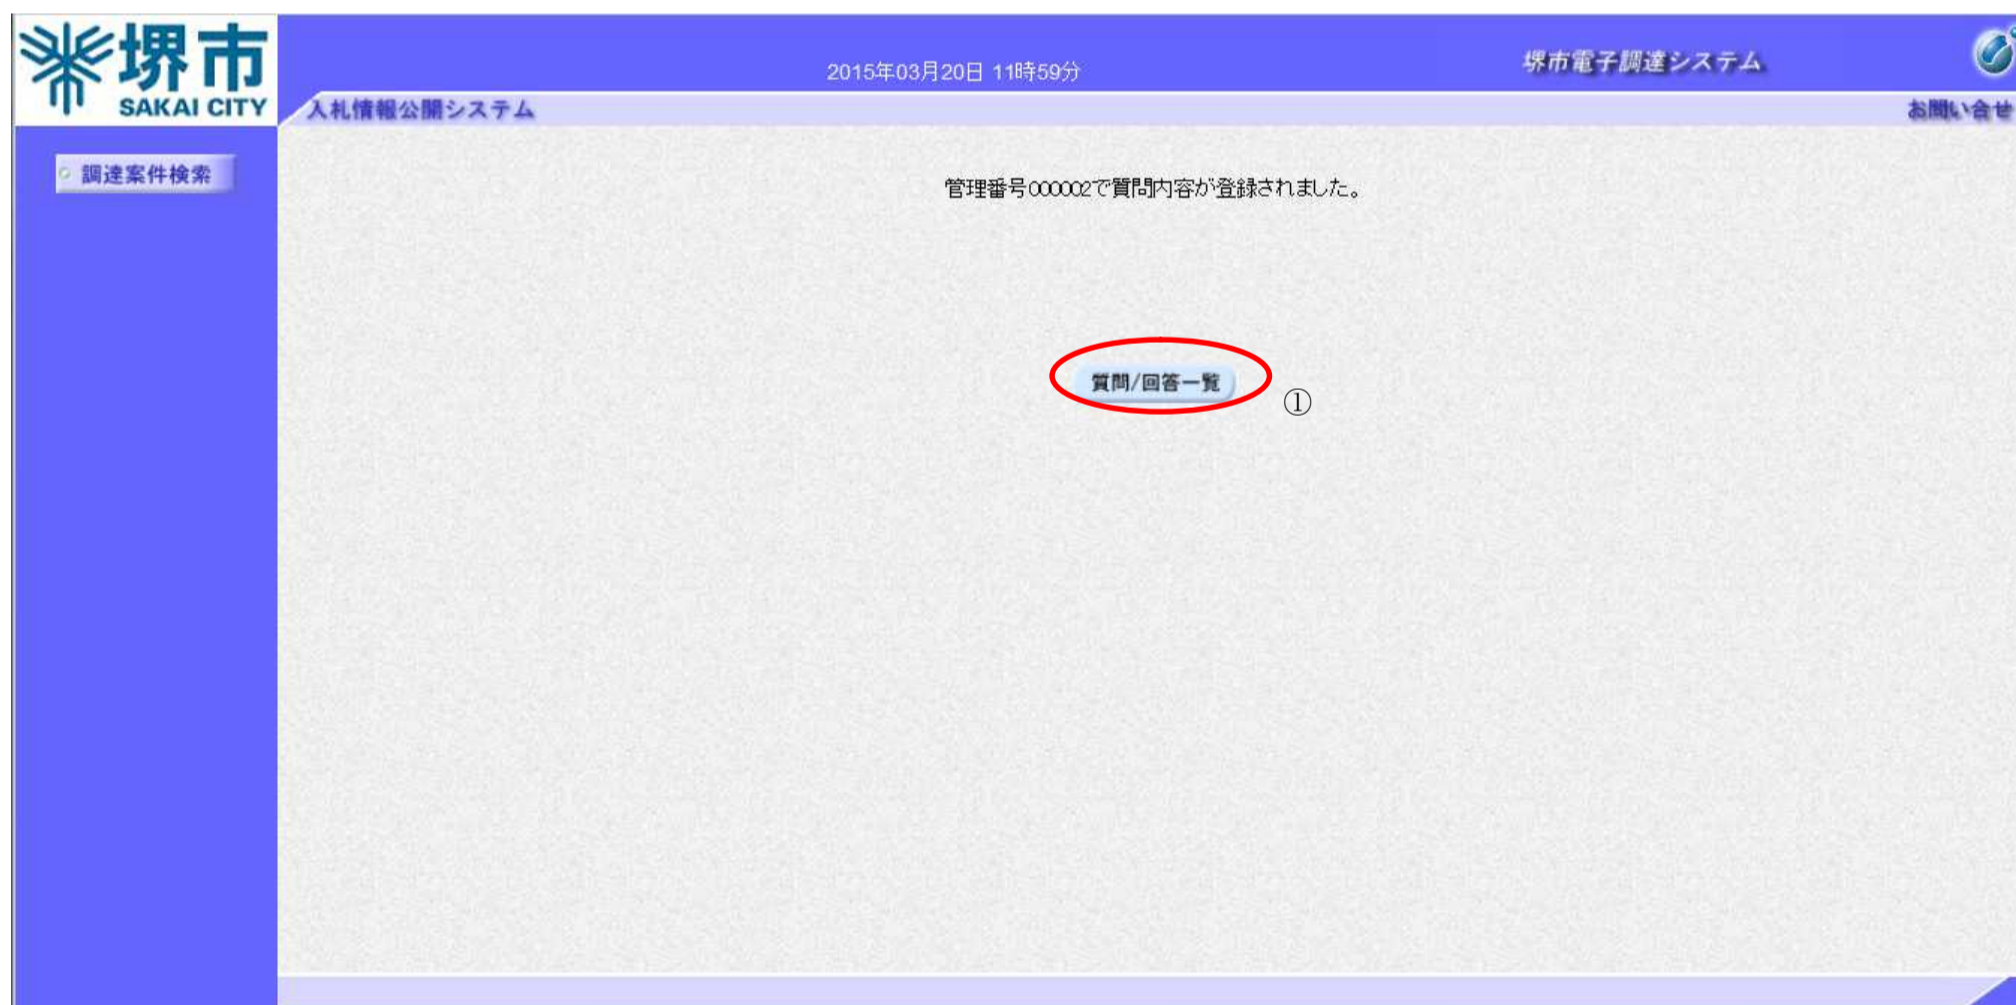 堺市
SAKAI CITY
2015年03月20日 11時59分
堺市電子調達システム
入札情報公開システム
お問い合せ
調達案件検索
管理番号000002で質問内容が登録されました。
質問/回答一覧
①